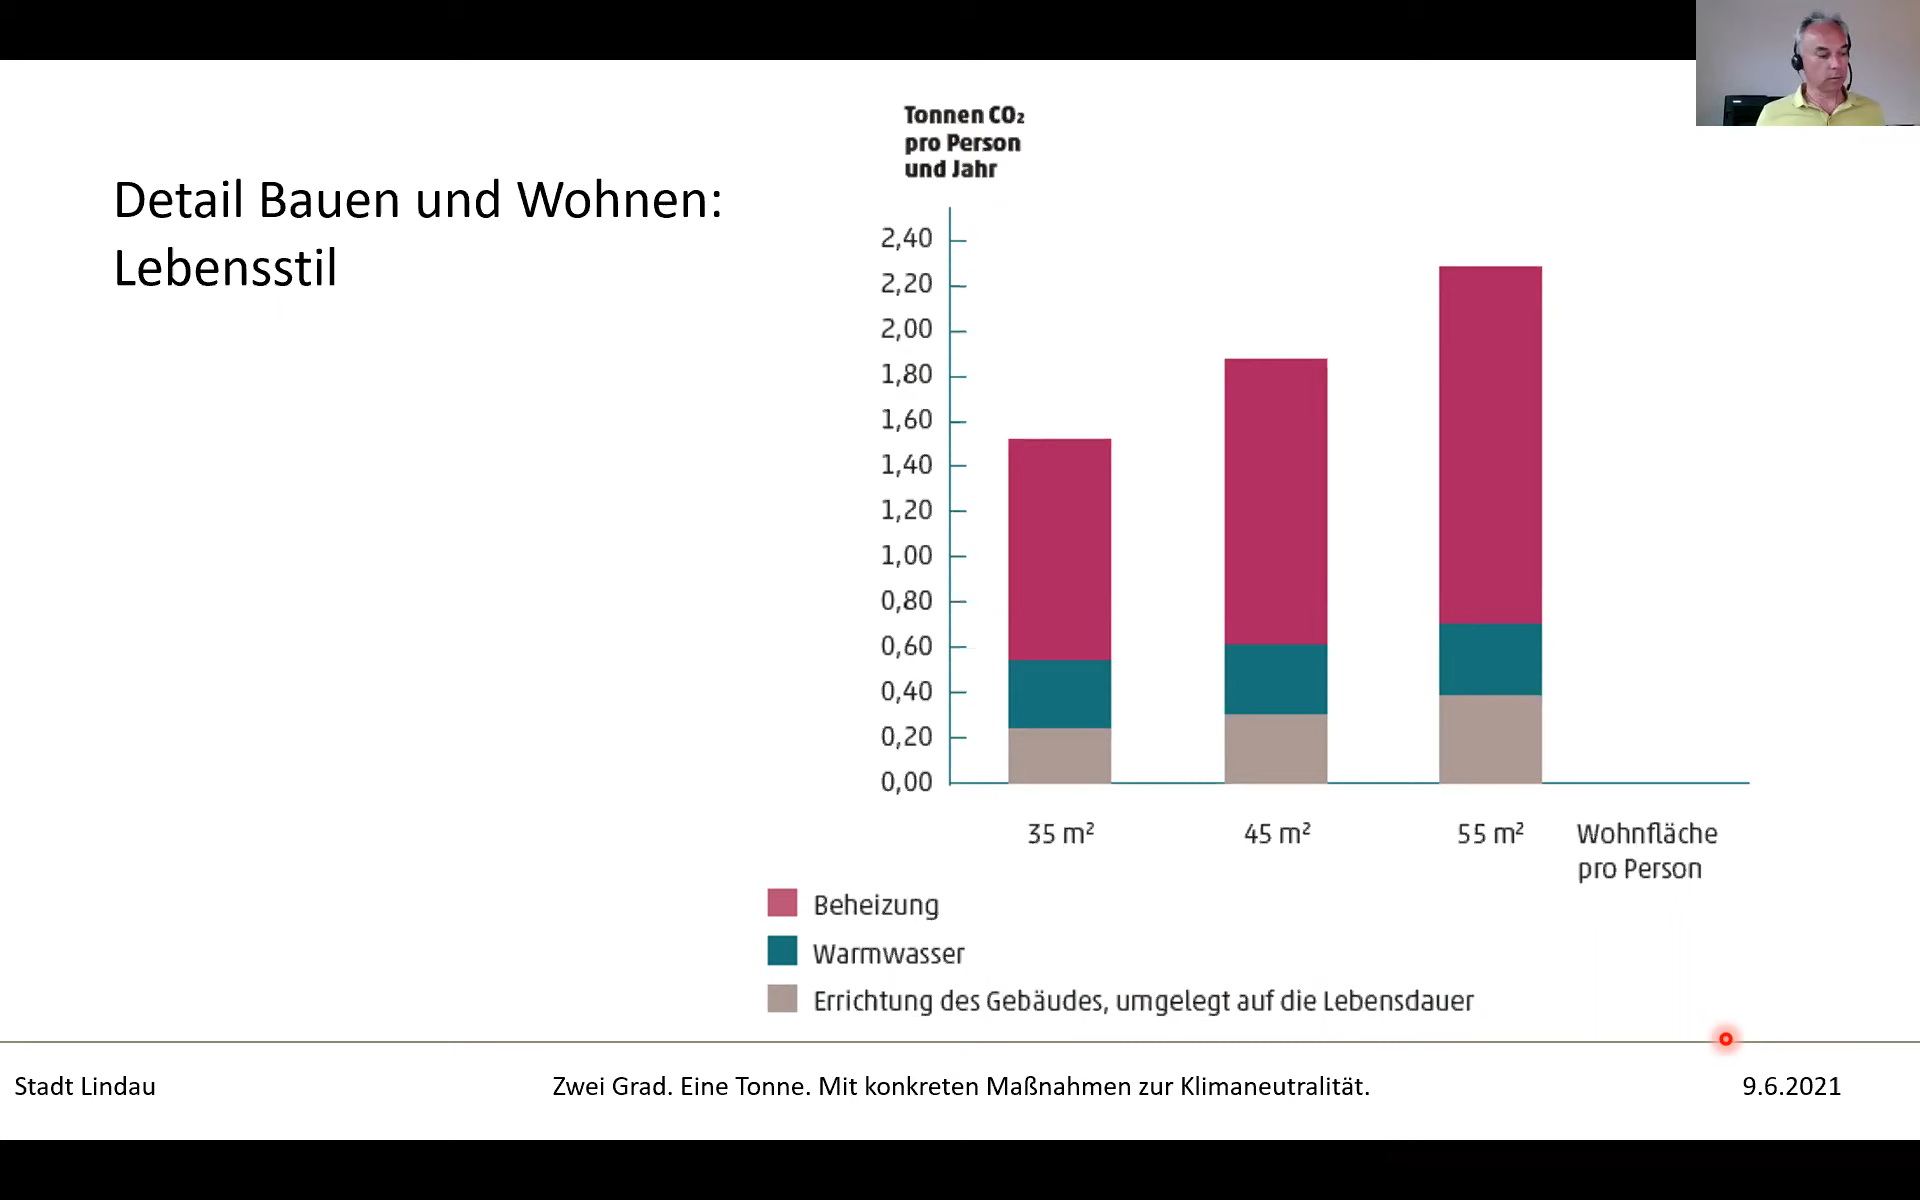 Detail Bauen und Wohnen:
Lebensstil
Tonnen CO₂
pro Person
und Jahr
2,40
2,20
2,00
1,80
1,60
1,40
1,20
1,00
0,80
0,60
0,40
0,20
0,00
35 m²
45 m²
55 m²
Wohnfläche
pro Person
Beheizung
Warmwasser
Errichtung des Gebäudes, umgelegt auf die Lebensdauer
Stadt Lindau
Zwei Grad. Eine Tonne. Mit konkreten Maßnahmen zur Klimaneutralität.
9.6.2021